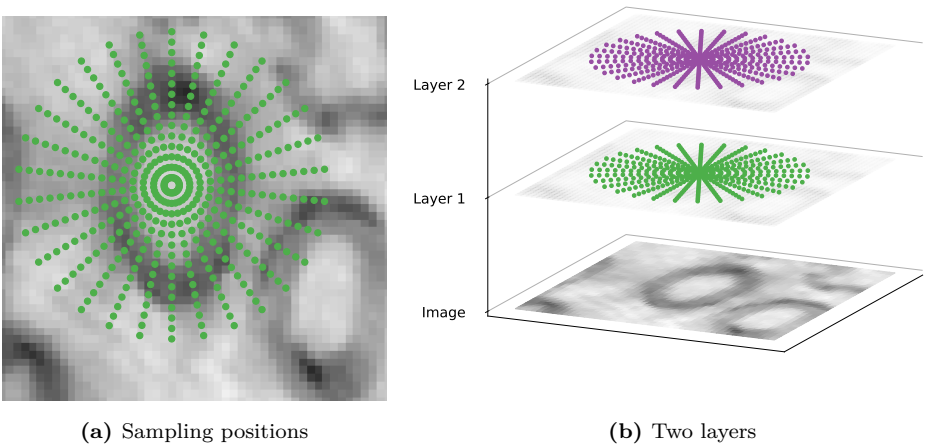 Layer 2
Layer 1
Image
(a) Sampling positions
(b) Two layers